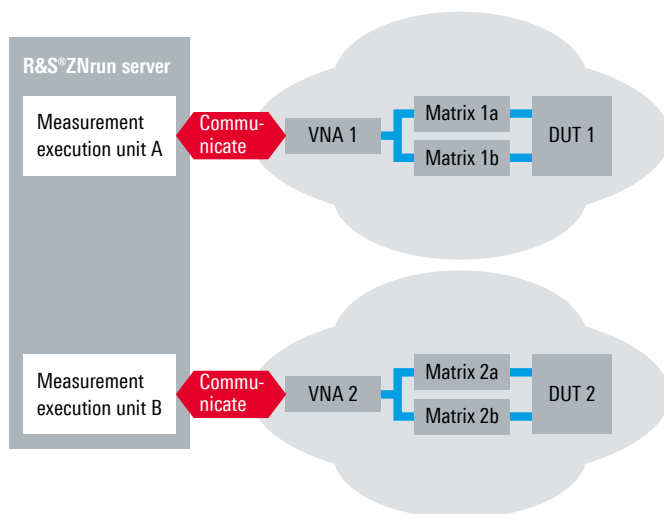 R&S®ZNrun server
Measurement
execution unit A
Commu-
nicate
VNA 1
Matrix 1a
Matrix 1b
DUT 1
Measurement
execution unit B
Commu-
nicate
VNA 2
Matrix 2a
Matrix 2b
DUT 2